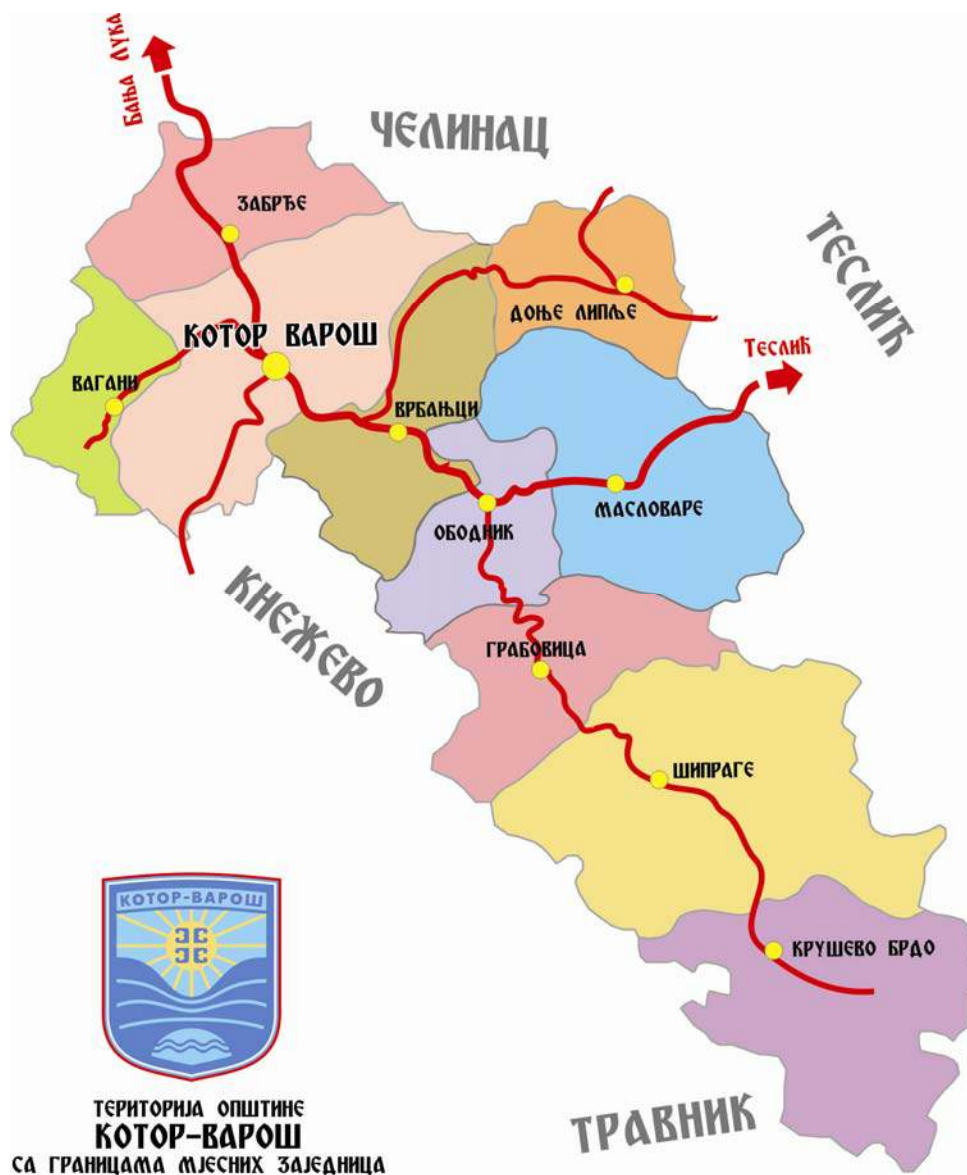 Бања Лука
ЧЕЛИНАЦ
ЗАБРЂЕ
ТЕСЛИЋ
ДОЊЕ ЛИПЉЕ
КОТОР ВАРОШ
Теслић
ВАГАНИ
ВРБАЊЦИ
МАСЛОВАРЕ
ОБОДНИК
КНЕЖЕВО
ГРАБОВИЦА
ШИПРАГЕ
КРУШЕВО БРДО
ТРАВНИК
КОТОР-ВАРОШ
ТЕРИТОРИЈА ОПШТИНЕ
КОТОР-ВАРОШ
СА ГРАНИЦАМА МЈЕСНИХ ЗАЈЕДНИЦА